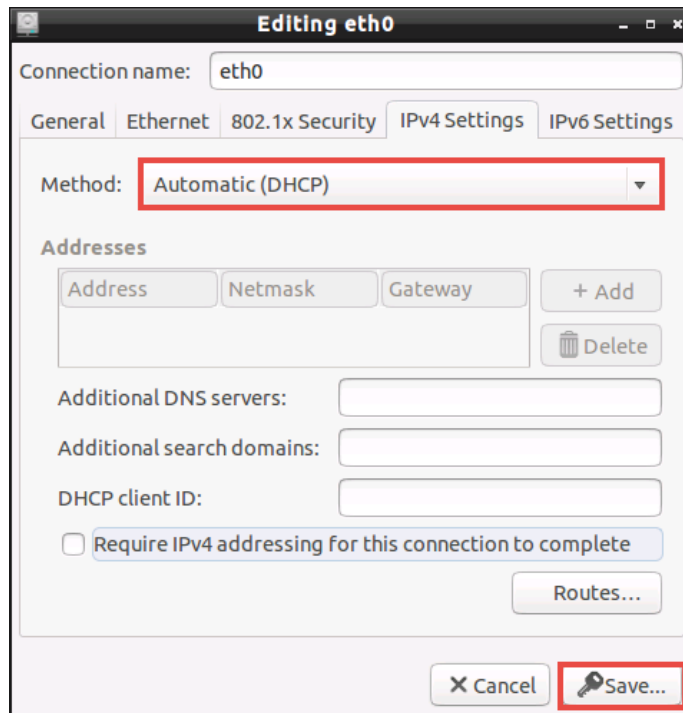 Editing eth0
Connection name: eth0
General Ethernet 802.1x Security IPv4 Settings IPv6 Settings
Method: Automatic (DHCP)
Addresses
Address Netmask Gateway + Add
Delete
Additional DNS servers:
Additional search domains:
DHCP client ID:
Require IPv4 addressing for this connection to complete
Routes...
Cancel Save...